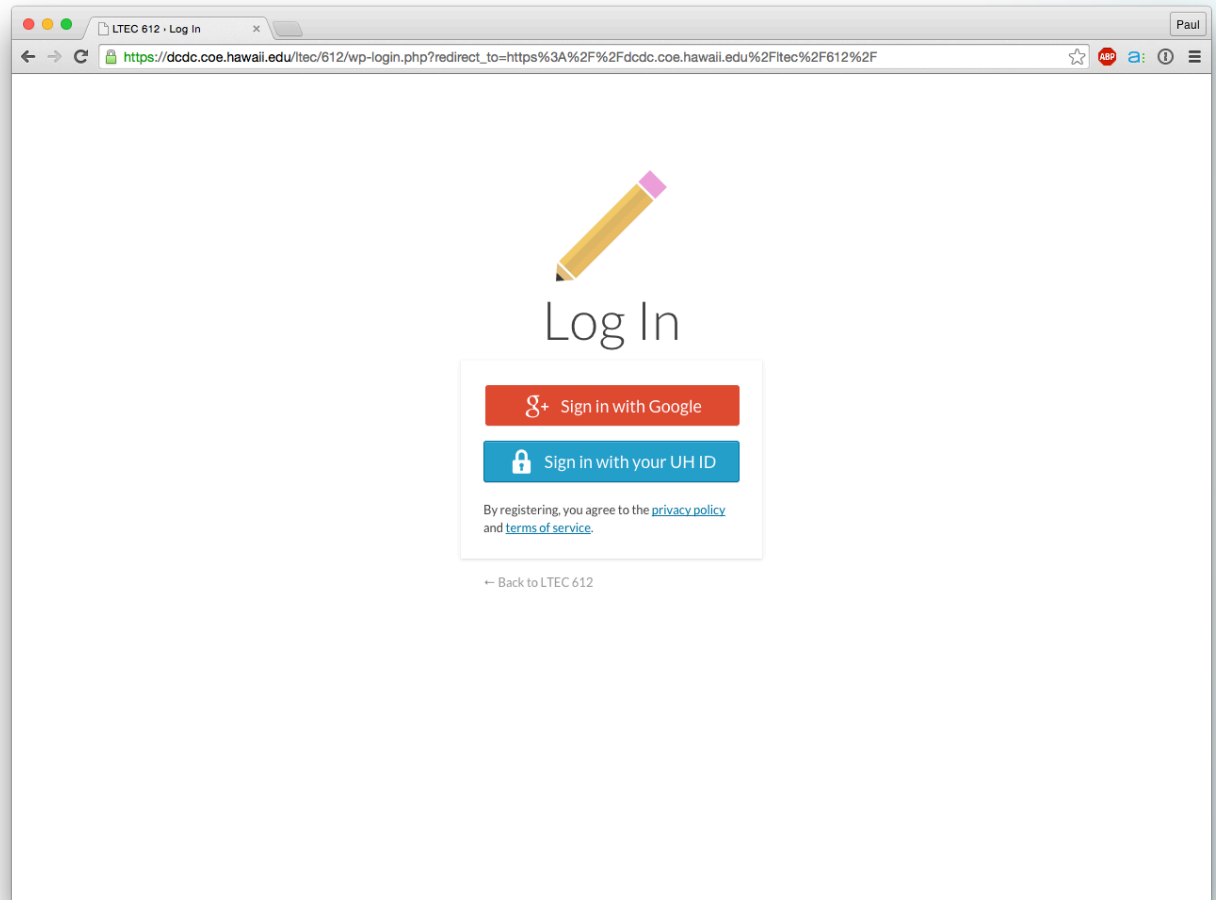 LTEC 612 › Log In
Paul
https://dcdc.coe.hawaii.edu/ltec/612/wp-login.php?redirect_to=https%3A%2F%2Fdcdc.coe.hawaii.edu%2Fltec%2F612%2F
ABP
a:
Log In
g+ Sign in with Google
Sign in with your UH ID
By registering, you agree to the privacy policy
and terms of service.
← Back to LTEC 612